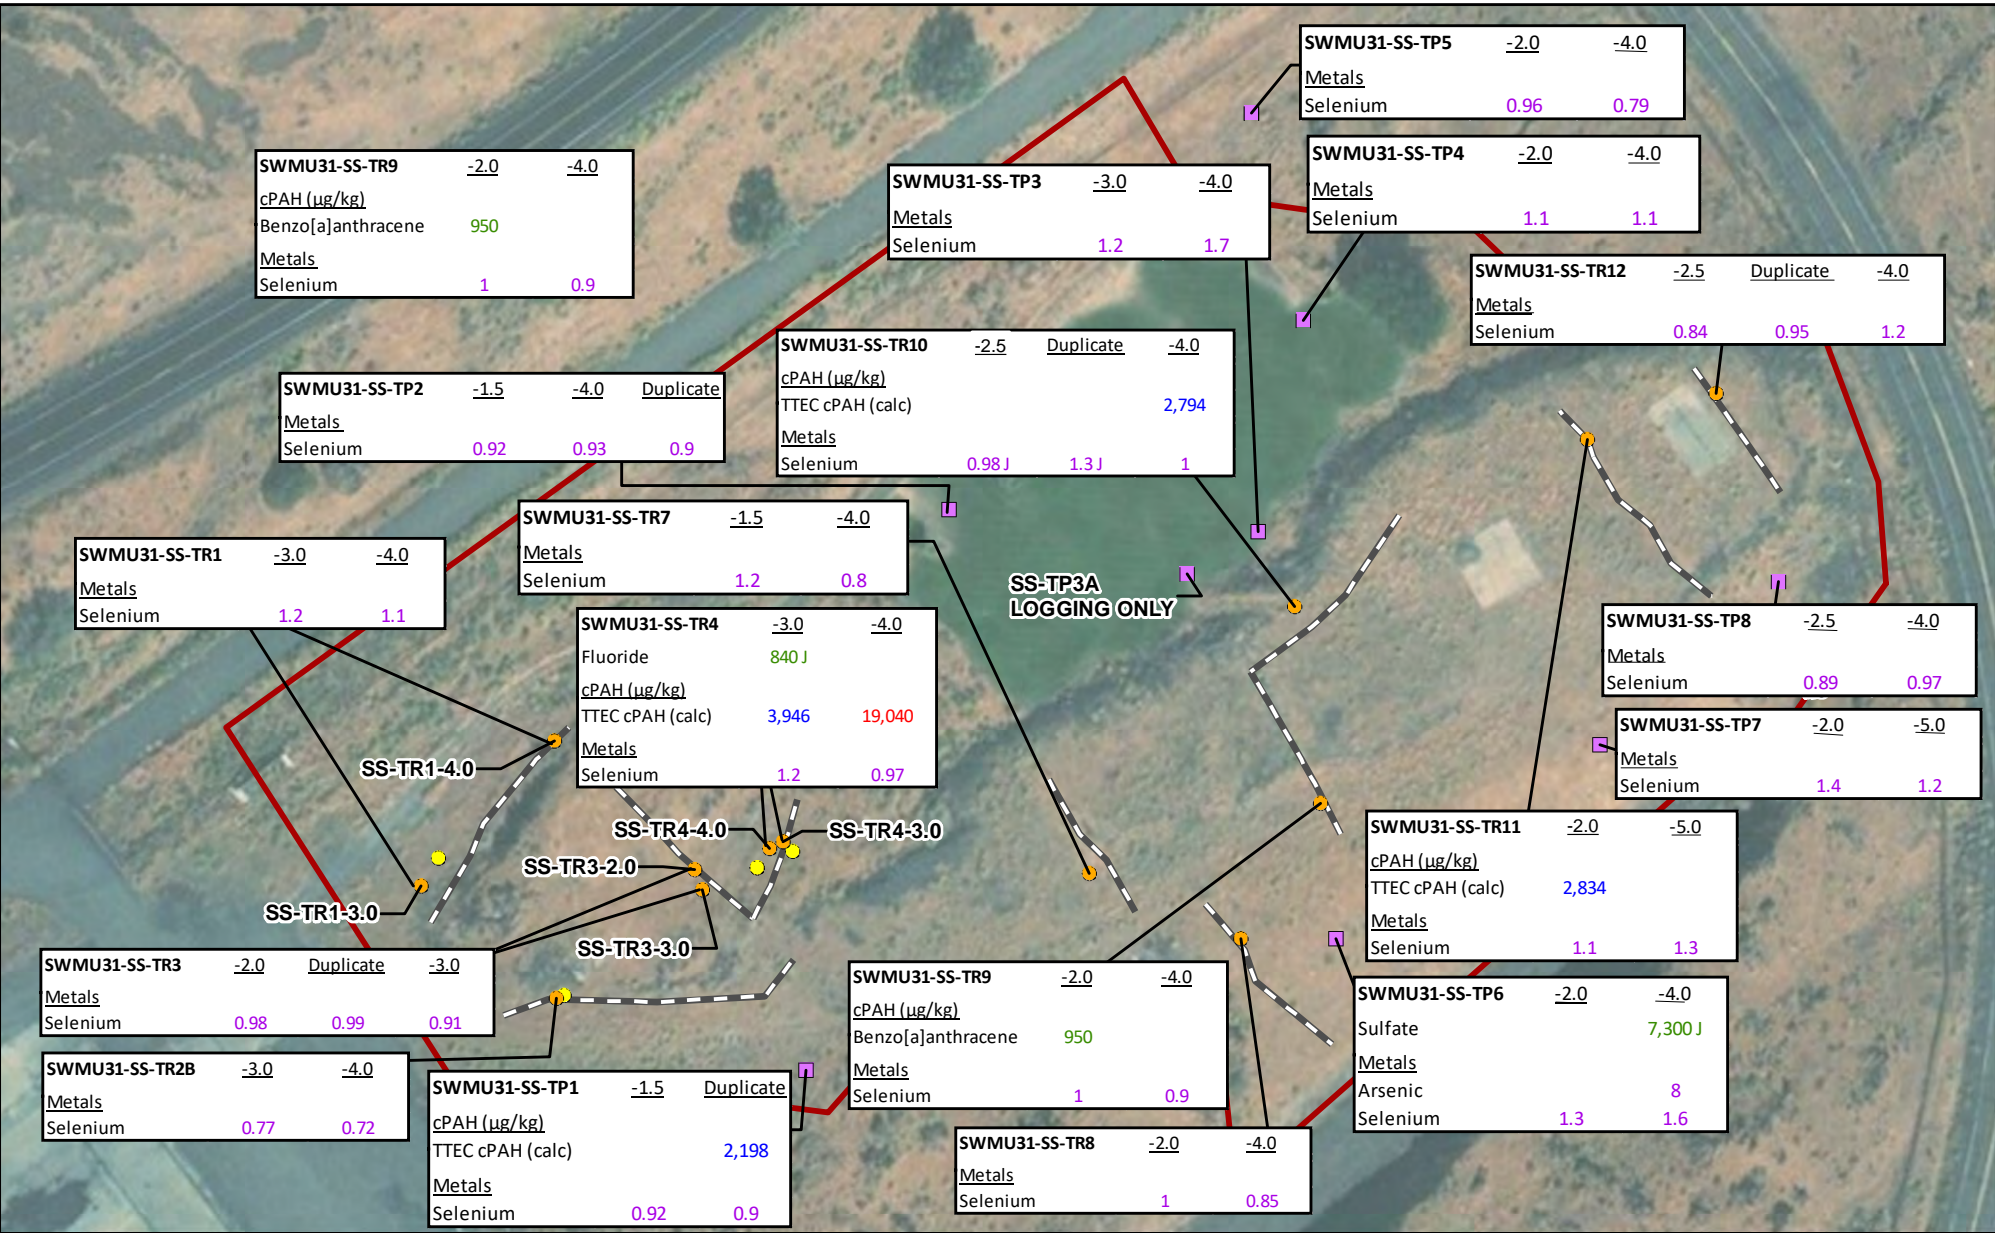 SWMU31-SS-TP5 -2.0 -4.0
Metals
Selenium 0.96 0.79
SWMU31-SS-TP4 -2.0 -4.0
Metals
Selenium 1.1 1.1
SWMU31-SS-TR9 -2.0 -4.0
cPAH (µg/kg)
Benzo[a]anthracene 950
Metals
Selenium 1 0.9
SWMU31-SS-TP3 -3.0 -4.0
Metals
Selenium 1.2 1.7
SWMU31-SS-TR12 -2.5 Duplicate -4.0
Metals
Selenium 0.84 0.95 1.2
SWMU31-SS-TR10 -2.5 Duplicate -4.0
cPAH (µg/kg)
TTEC cPAH (calc) 2,794
Metals
Selenium 0.98 J 1.3 J 1
SWMU31-SS-TP2 -1.5 -4.0 Duplicate
Metals
Selenium 0.92 0.93 0.9
SWMU31-SS-TR7 -1.5 -4.0
Metals
Selenium 1.2 0.8
SWMU31-SS-TR1 -3.0 -4.0
Metals
Selenium 1.2 1.1
SS-TP3A
LOGGING ONLY
SWMU31-SS-TR4 -3.0 -4.0
Fluoride 840 J
cPAH (µg/kg)
TTEC cPAH (calc) 3,946 19,040
Metals
Selenium 1.2 0.97
SWMU31-SS-TP8 -2.5 -4.0
Metals
Selenium 0.89 0.97
SWMU31-SS-TP7 -2.0 -5.0
Metals
Selenium 1.4 1.2
SS-TR1-4.0
SS-TR4-4.0
SS-TR4-3.0
SS-TR3-2.0
SS-TR1-3.0
SS-TR3-3.0
SWMU31-SS-TR11 -2.0 -5.0
cPAH (µg/kg)
TTEC cPAH (calc) 2,834
Metals
Selenium 1.1 1.3
SWMU31-SS-TR3 -2.0 Duplicate -3.0
Metals
Selenium 0.98 0.99 0.91
SWMU31-SS-TR9 -2.0 -4.0
cPAH (µg/kg)
Benzo[a]anthracene 950
Metals
Selenium 1 0.9
SWMU31-SS-TP6 -2.0 -4.0
Sulfate 7,300 J
Metals
Arsenic 8
Selenium 1.3 1.6
SWMU31-SS-TR2B -3.0 -4.0
Metals
Selenium 0.77 0.72
SWMU31-SS-TP1 -1.5 Duplicate
cPAH (µg/kg)
TTEC cPAH (calc) 2,198
Metals
Selenium 0.92 0.9
SWMU31-SS-TR8 -2.0 -4.0
Metals
Selenium 1 0.85